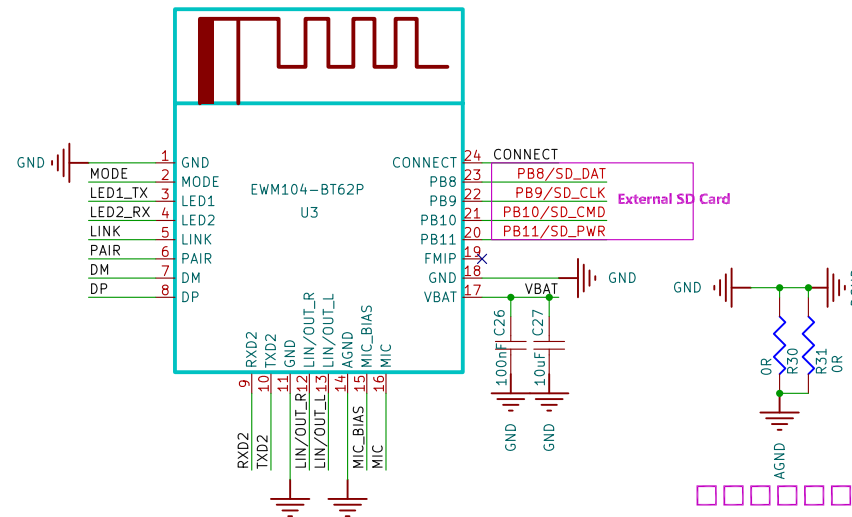 EWM104-BT62P
U3
GND
1 GND
MODE 2 MODE
LED1_TX 3 LED1
LED2_RX 4 LED2
LINK 5 LINK
PAIR 6 PAIR
DM 7 DM
DP 8 DP
CONNECT 24 CONNECT
PB8 23 PB8/SD_DAT
PB9 22 PB9/SD_CLK
PB10 21 PB10/SD_CMD
PB11 20 PB11/SD_PWR
External SD Card
FMIP 19
GND 18 GND
VBAT 17 VBAT
RXD2 9 RXD2
TXD2 10 TXD2
GND 11
LIN/OUT_R 12 LIN/OUT_R
LIN/OUT_L 13 LIN/OUT_L
AGND 14
MIC_BIAS 15 MIC_BIAS
MIC 16 MIC
C26
100nF
GND
C27
10uF
GND
GND
0R
R30
R31
0R
AGND